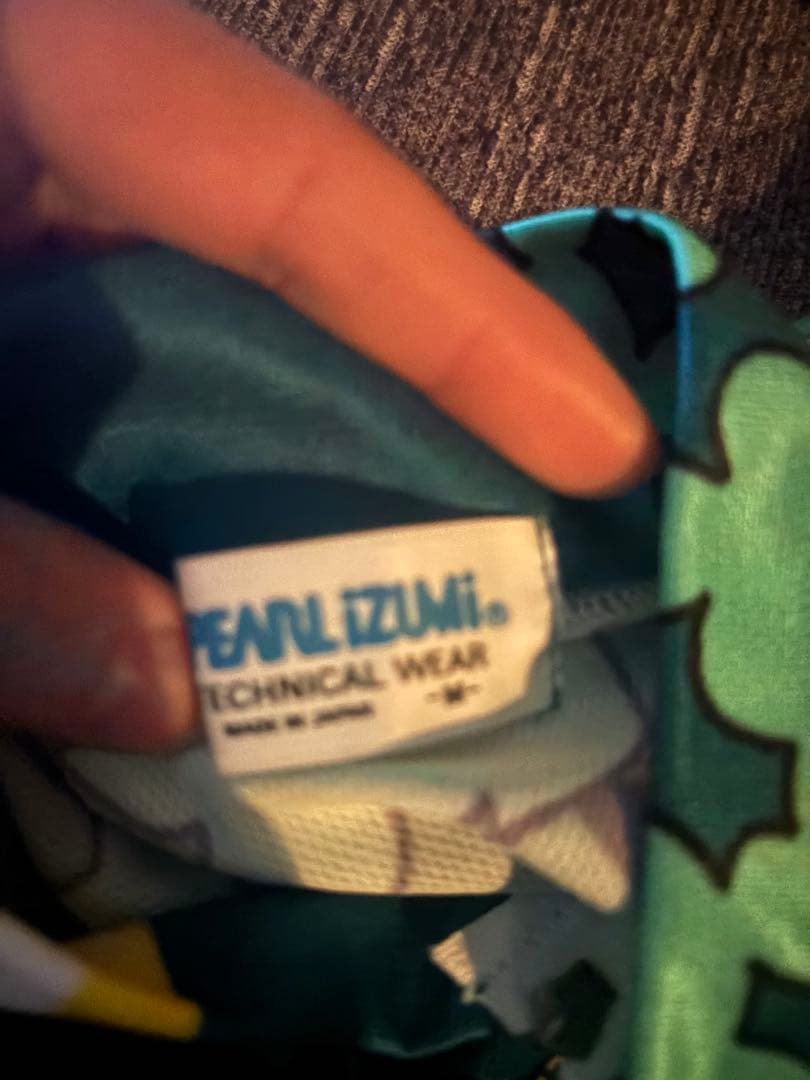 PEARL iZUMi®
TECHNICAL WEAR
MADE IN JAPAN -M-